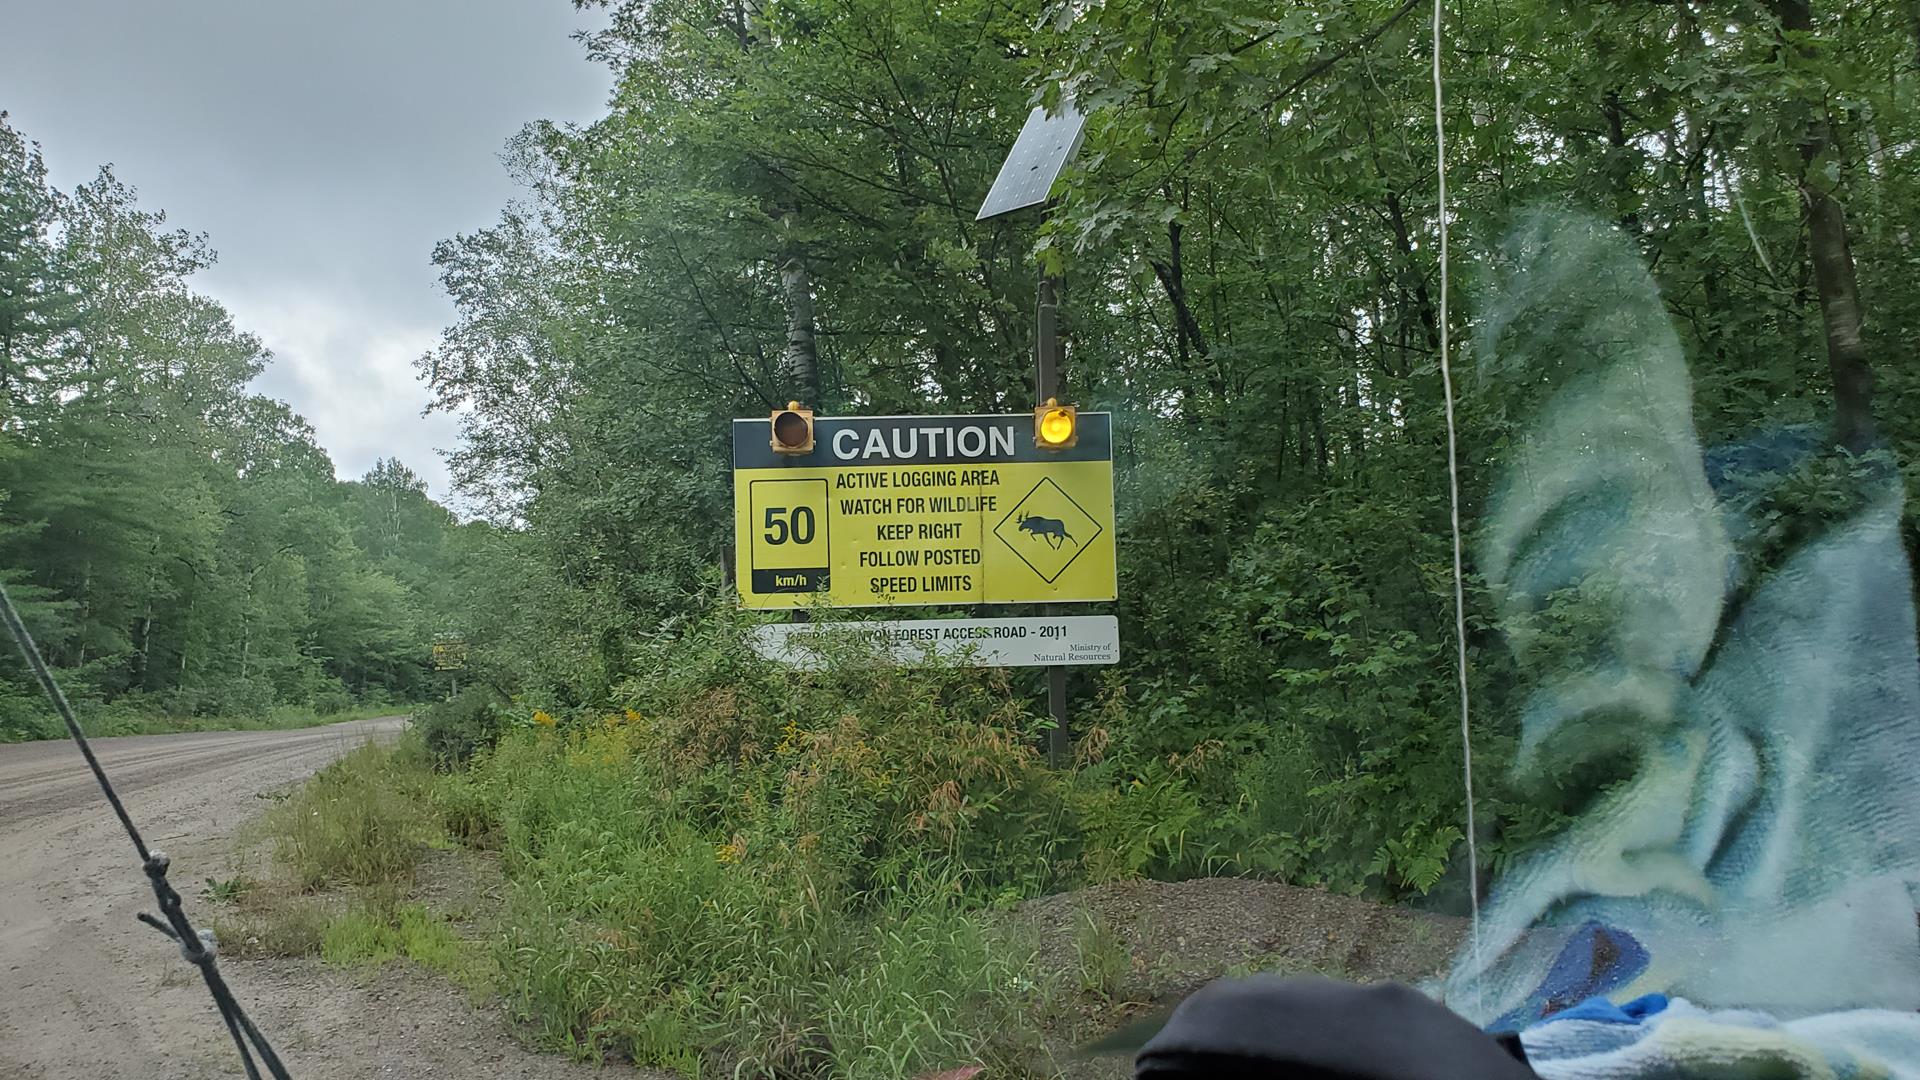 CAUTION
50
km/h
ACTIVE LOGGING AREA
WATCH FOR WILDLIFE
KEEP RIGHT
FOLLOW POSTED
SPEED LIMITS
FOREST ACCESS ROAD - 2011
Ministry of
Natural Resources